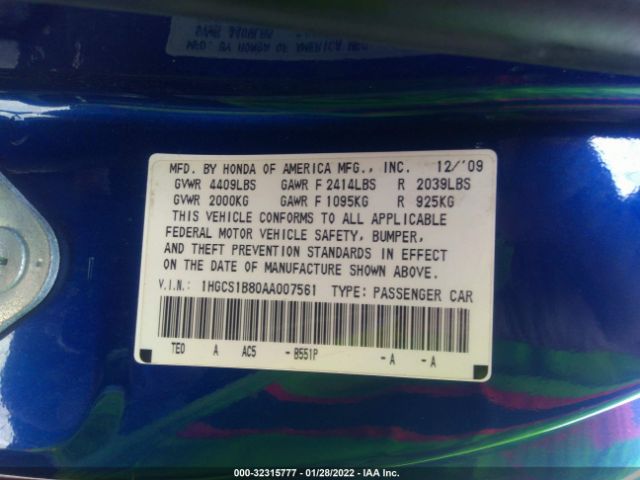 MFD. BY HONDA OF AMERICA MFG., INC. 12/'09
GVWR 4409LBS GAWR F 2414LBS R 2039LBS
GVWR 2000KG GAWR F 1095KG R 925KG
THIS VEHICLE CONFORMS TO ALL APPLICABLE
FEDERAL MOTOR VEHICLE SAFETY, BUMPER,
AND THEFT PREVENTION STANDARDS IN EFFECT
ON THE DATE OF MANUFACTURE SHOWN ABOVE.
V.I.N.: 1HGCS1B80AA007561 TYPE: PASSENGER CAR
TE0 A AC5 - B551P - A - A
000-32315777 - 01/28/2022 - IAA Inc.